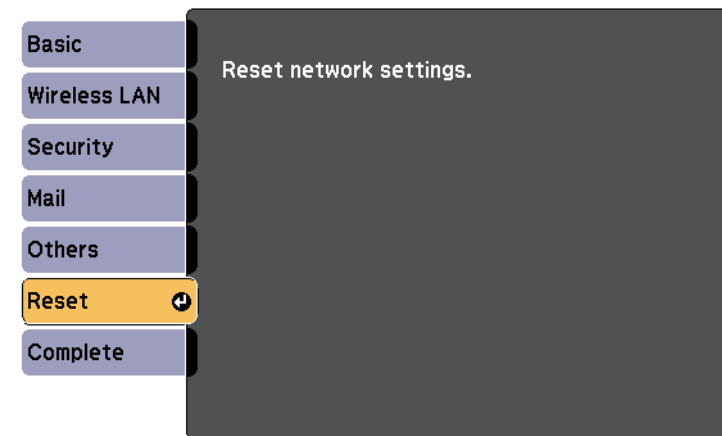 Basic
Wireless LAN
Security
Mail
Others
Reset
Complete
Reset network settings.